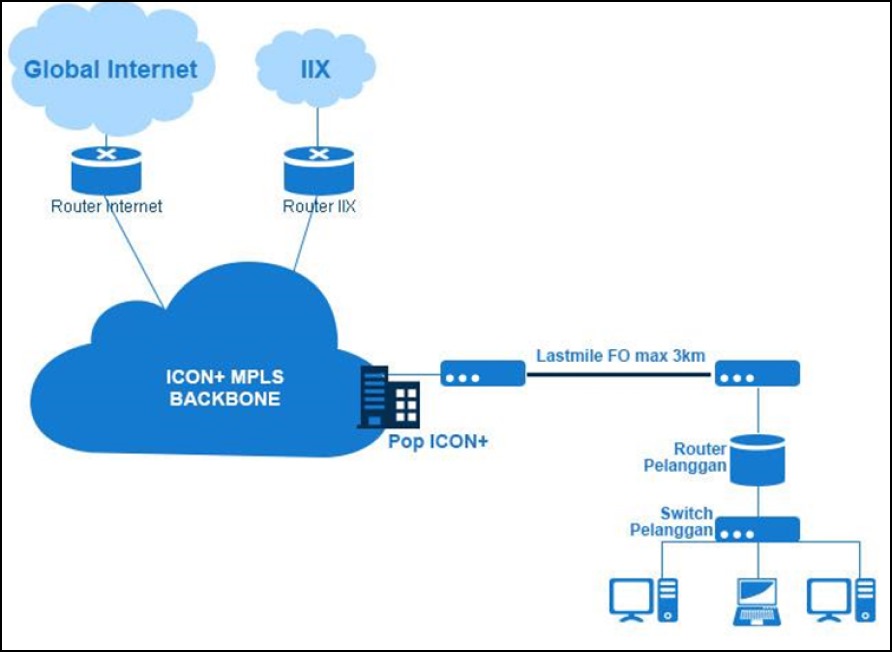 Global Internet
IIX
Router Internet
Router IIX
ICON+ MPLS
BACKBONE
Pop ICON+
Lastmile FO max 3km
Router
Pelanggan
Switch
Pelanggan